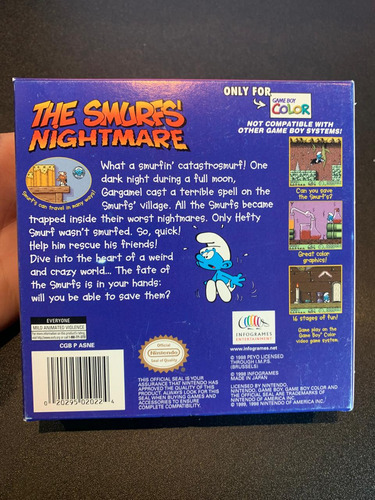 ONLY FOR
GAME BOY
COLOR
NOT COMPATIBLE WITH
OTHER GAME BOY SYSTEMS!
THE SMURFS'
NIGHTMARE
Smurfs can travel in many ways!
What a smurfin' catastrosmurf! One
dark night during a full moon,
Gargamel cast a terrible spell on the
Smurfs' Village. All the Smurfs became
trapped inside their worst nightmares. Only Hefty
Smurf wasn't smurfed. So, quick!
Help him rescue his friends!
Dive into the heart of a weird
and crazy world... The fate of
the Smurfs is in your hands:
will you be able to save them?
Can you save
the Smurfs?
Great color
graphics!
16 stages of fun!
Game play on the
Game Boy Color
video game system.
EVERYONE
MILD ANIMATED VIOLENCE
CGB P ASNE
0 20295 02022 4
Official
Nintendo
Seal of Quality
THIS OFFICIAL SEAL IS YOUR
ASSURANCE THAT NINTENDO HAS
APPROVED THE QUALITY OF THIS
PRODUCT. ALWAYS LOOK FOR THIS
SEAL WHEN BUYING GAMES AND
ACCESSORIES TO ENSURE
COMPLETE COMPATIBILITY.
INFOGRAMES
ENTERTAINMENT
www.infogrames.net
© 1998 PEYO LICENSED
THROUGH I.M.P.S.
(BRUSSELS)
© 1998 INFOGRAMES
MADE IN JAPAN
LICENSED BY NINTENDO,
NINTENDO, GAME BOY, GAME BOY COLOR AND
THE OFFICIAL SEAL ARE TRADEMARKS OF
NINTENDO OF AMERICA INC.
© 1989, 1998 NINTENDO OF AMERICA INC.